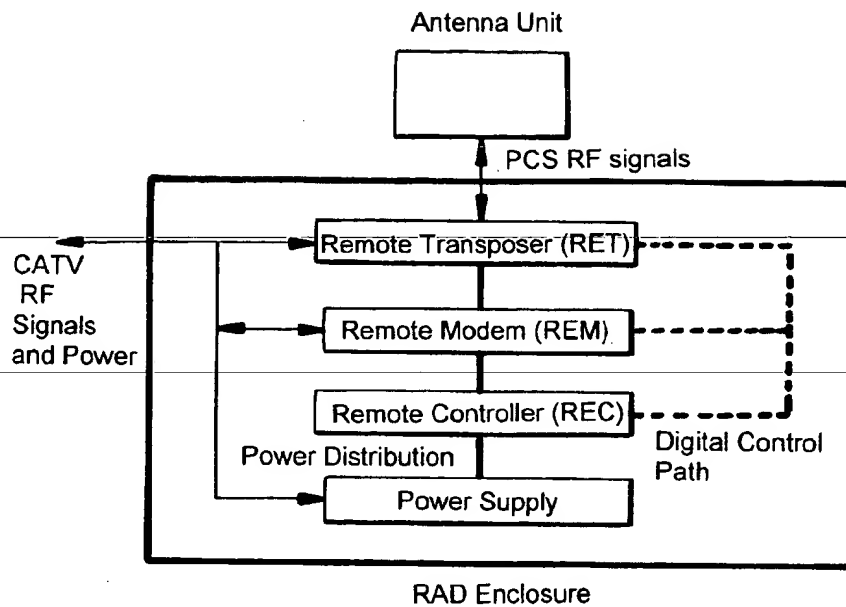 Antenna Unit
PCS RF signals
Remote Transposer (RET)
CATV
RF
Signals
and Power
Remote Modem (REM)
Remote Controller (REC)
Digital Control
Path
Power Distribution
Power Supply
RAD Enclosure